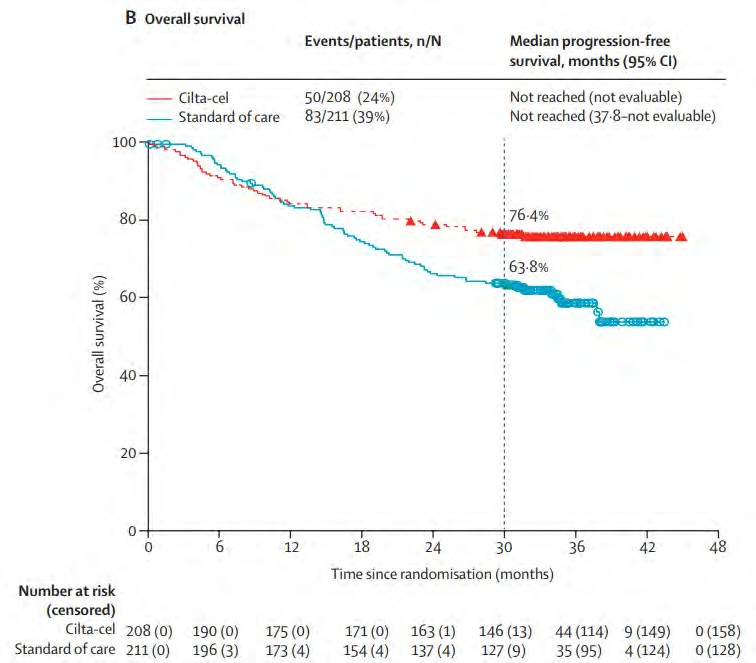 B Overall survival
Events/patients, n/N
Median progression-free
survival, months (95% CI)
Cilta-cel 50/208 (24%) Not reached (not evaluable)
Standard of care 83/211 (39%) Not reached (37·8–not evaluable)
100
80
60
40
20
0
Overall survival (%)
76·4%
63·8%
0 6 12 18 24 30 36 42 48
Time since randomisation (months)
Number at risk
(censored)
Cilta-cel 208 (0) 190 (0) 175 (0) 171 (0) 163 (1) 146 (13) 44 (114) 9 (149) 0 (158)
Standard of care 211 (0) 196 (3) 173 (4) 154 (4) 137 (4) 127 (9) 35 (95) 4 (124) 0 (128)